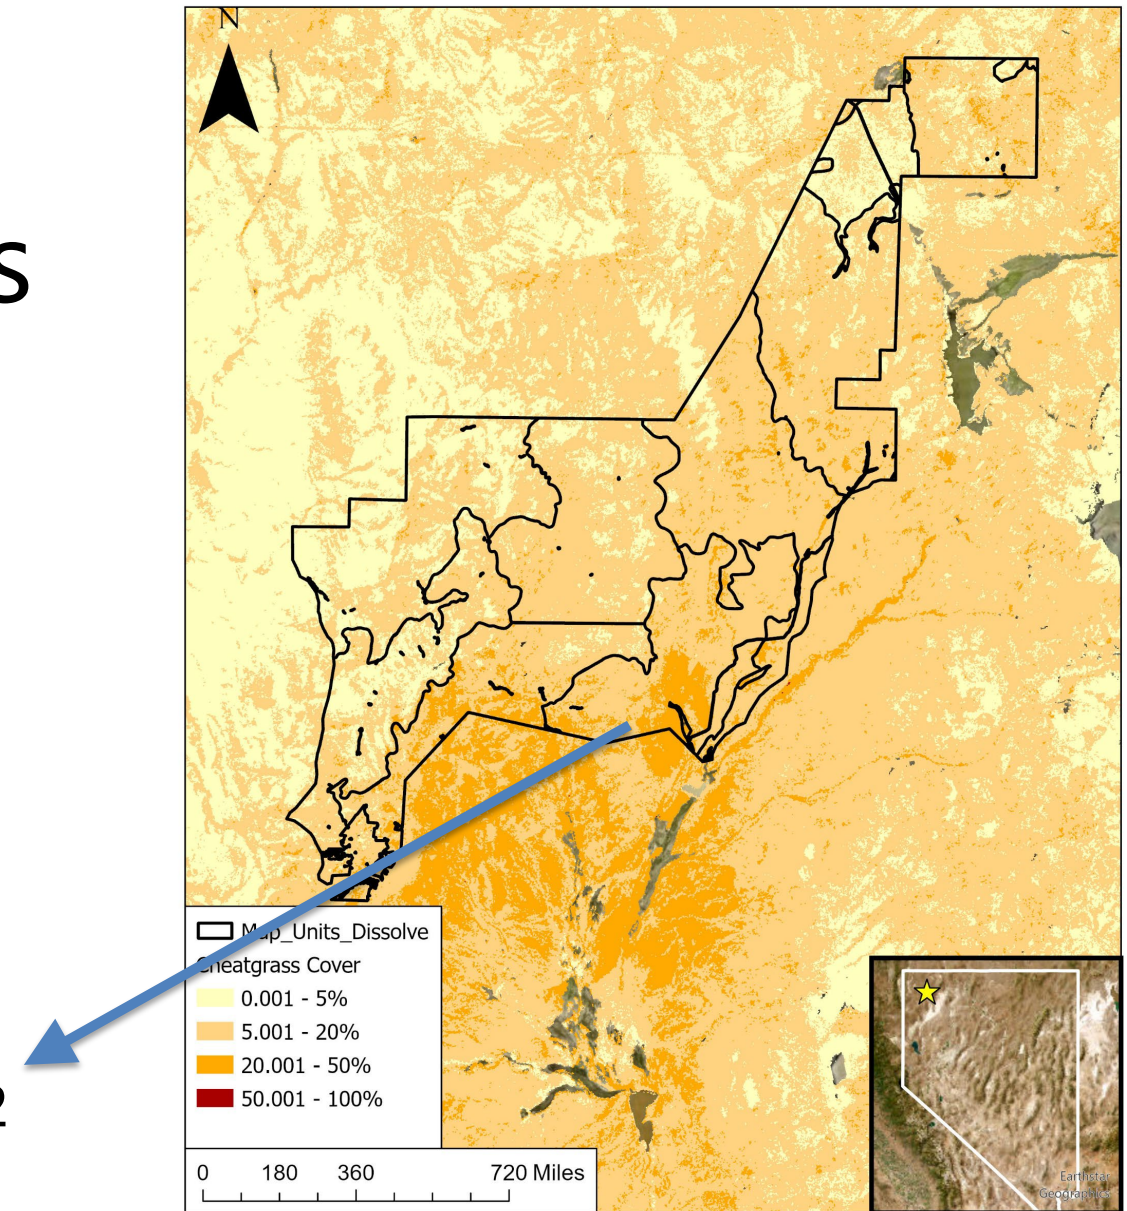 N
S
Map_Units_Dissolve
Cheatgrass Cover
0.001 - 5%
5.001 - 20%
20.001 - 50%
50.001 - 100%
2
0 180 360 720 Miles
Earthstar
Geographics